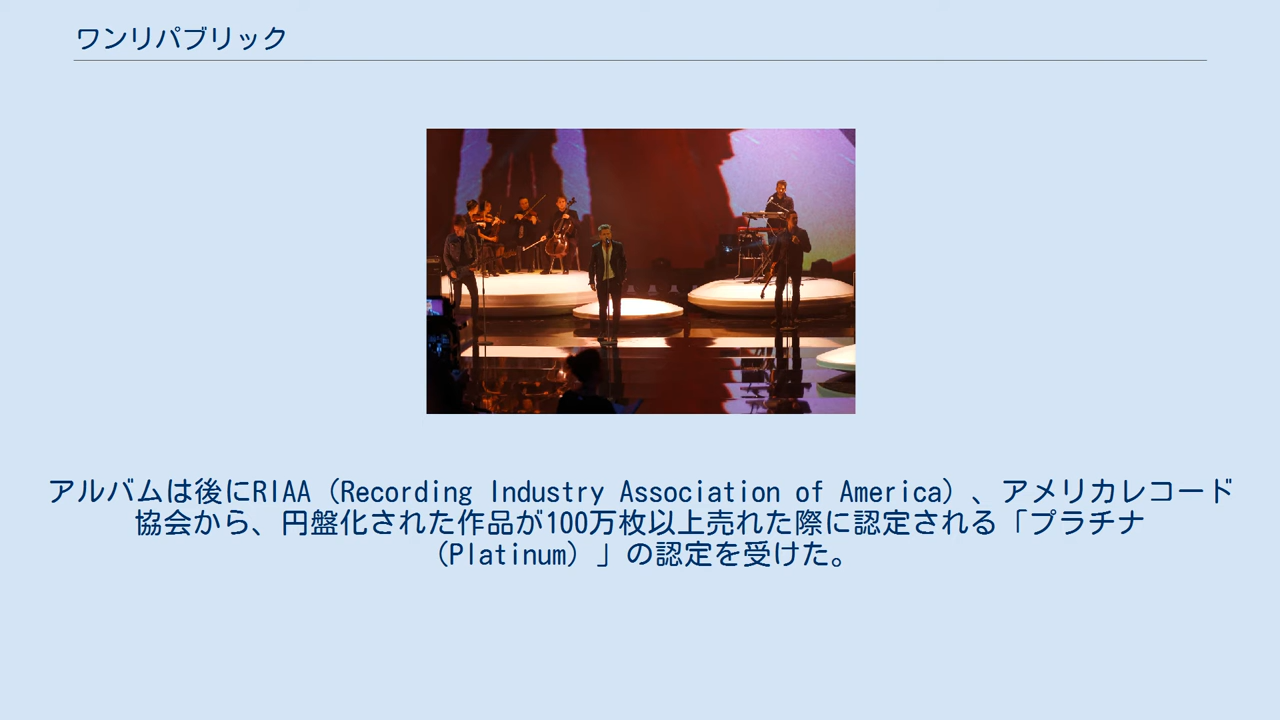 ワンリパブリック
アルバムは後にRIAA（Recording Industry Association of America）、アメリカレコード
協会から、円盤化された作品が100万枚以上売れた際に認定される「プラチナ
（Platinum）」の認定を受けた。